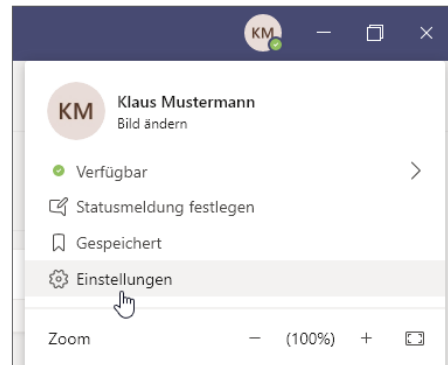 KM
KM
Klaus Mustermann
Bild ändern
Verfügbar
Statusmeldung festlegen
Gespeichert
Einstellungen
Zoom − (100%) +